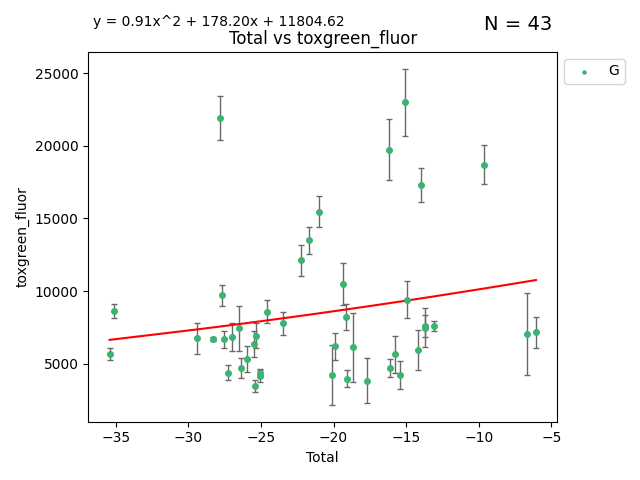 y = 0.91x^2 + 178.20x + 11804.62
N = 43
Total vs toxgreen_fluor
G
25000
20000
15000
10000
5000
toxgreen_fluor
−35 −30 −25 −20 −15 −10 −5
Total